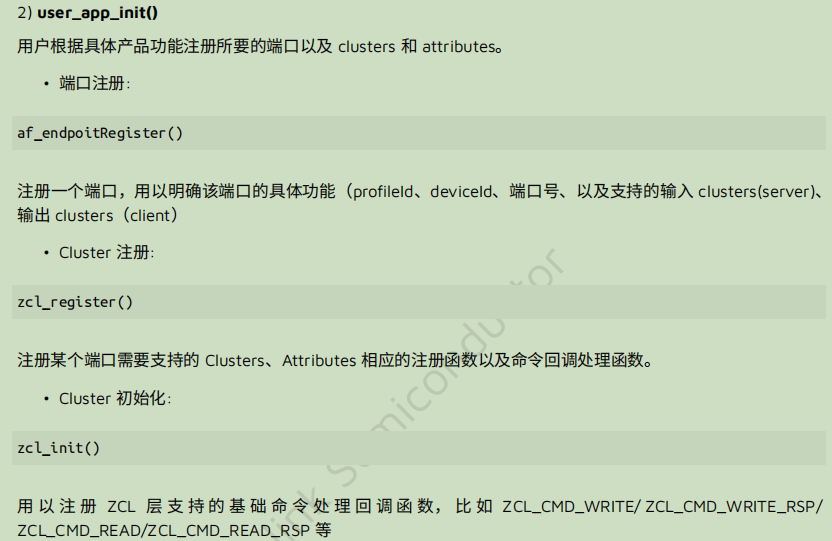 2) user_app_init()
用户根据具体产品功能注册所要的端口以及 clusters 和 attributes。
• 端口注册:
af_endpoitRegister()
注册一个端口，用以明确该端口的具体功能（profileId、deviceId、端口号、以及支持的输入 clusters(server)、
输出 clusters（client）
• Cluster 注册:
zcl_register()
注册某个端口需要支持的 Clusters、Attributes 相应的注册函数以及命令回调处理函数。
• Cluster 初始化:
zcl_init()
用以注册 ZCL 层支持的基础命令处理回调函数，比如 ZCL_CMD_WRITE/ ZCL_CMD_WRITE_RSP/
ZCL_CMD_READ/ZCL_CMD_READ_RSP 等